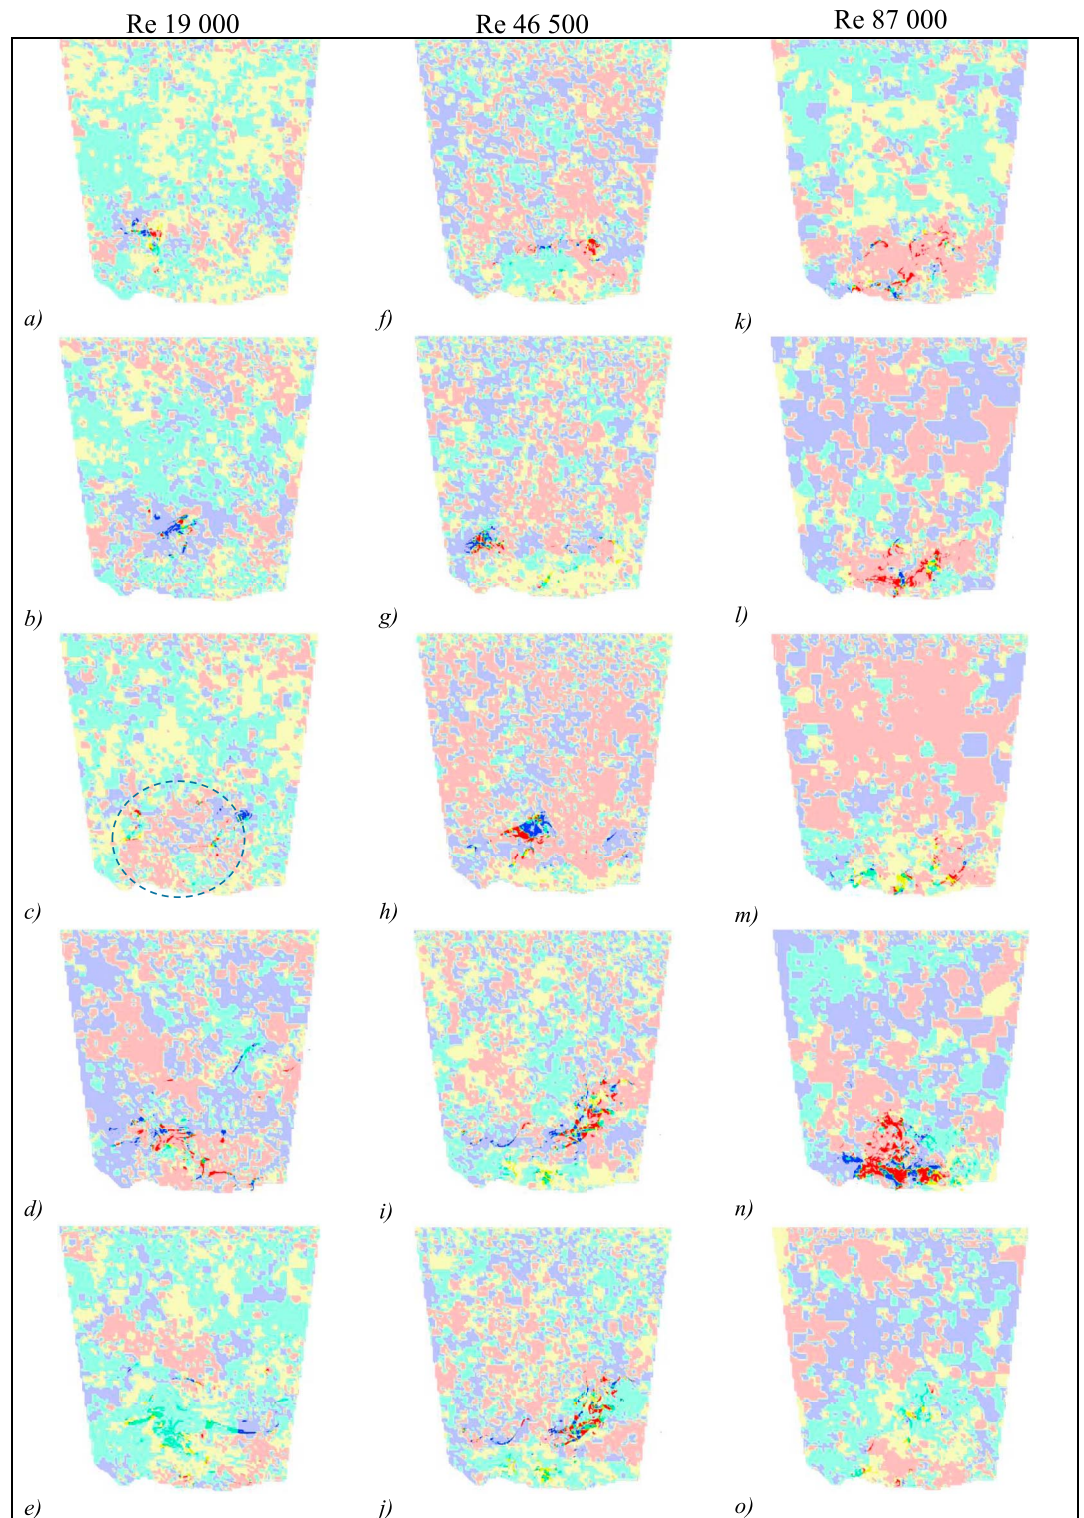 Re 19 000 Re 46 500 Re 87 000
a) f) k)
b) g) l)
c) h) m)
d) i) n)
e) j) o)